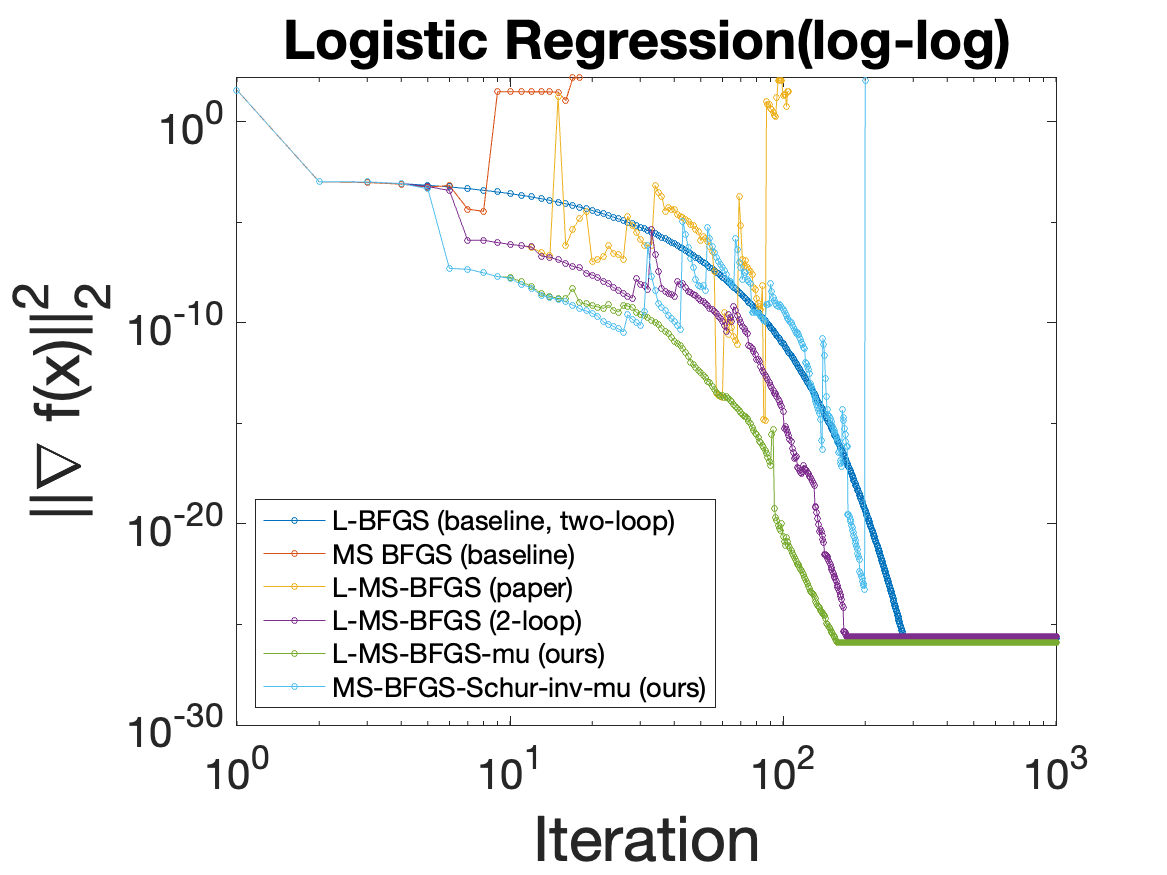 Logistic Regression(log-log)
10^0
10^-10
10^-20
10^-30
||∇ f(x)||_2^2
L-BFGS (baseline, two-loop)
MS BFGS (baseline)
L-MS-BFGS (paper)
L-MS-BFGS (2-loop)
L-MS-BFGS-mu (ours)
MS-BFGS-Schur-inv-mu (ours)
10^0 10^1 10^2 10^3
Iteration